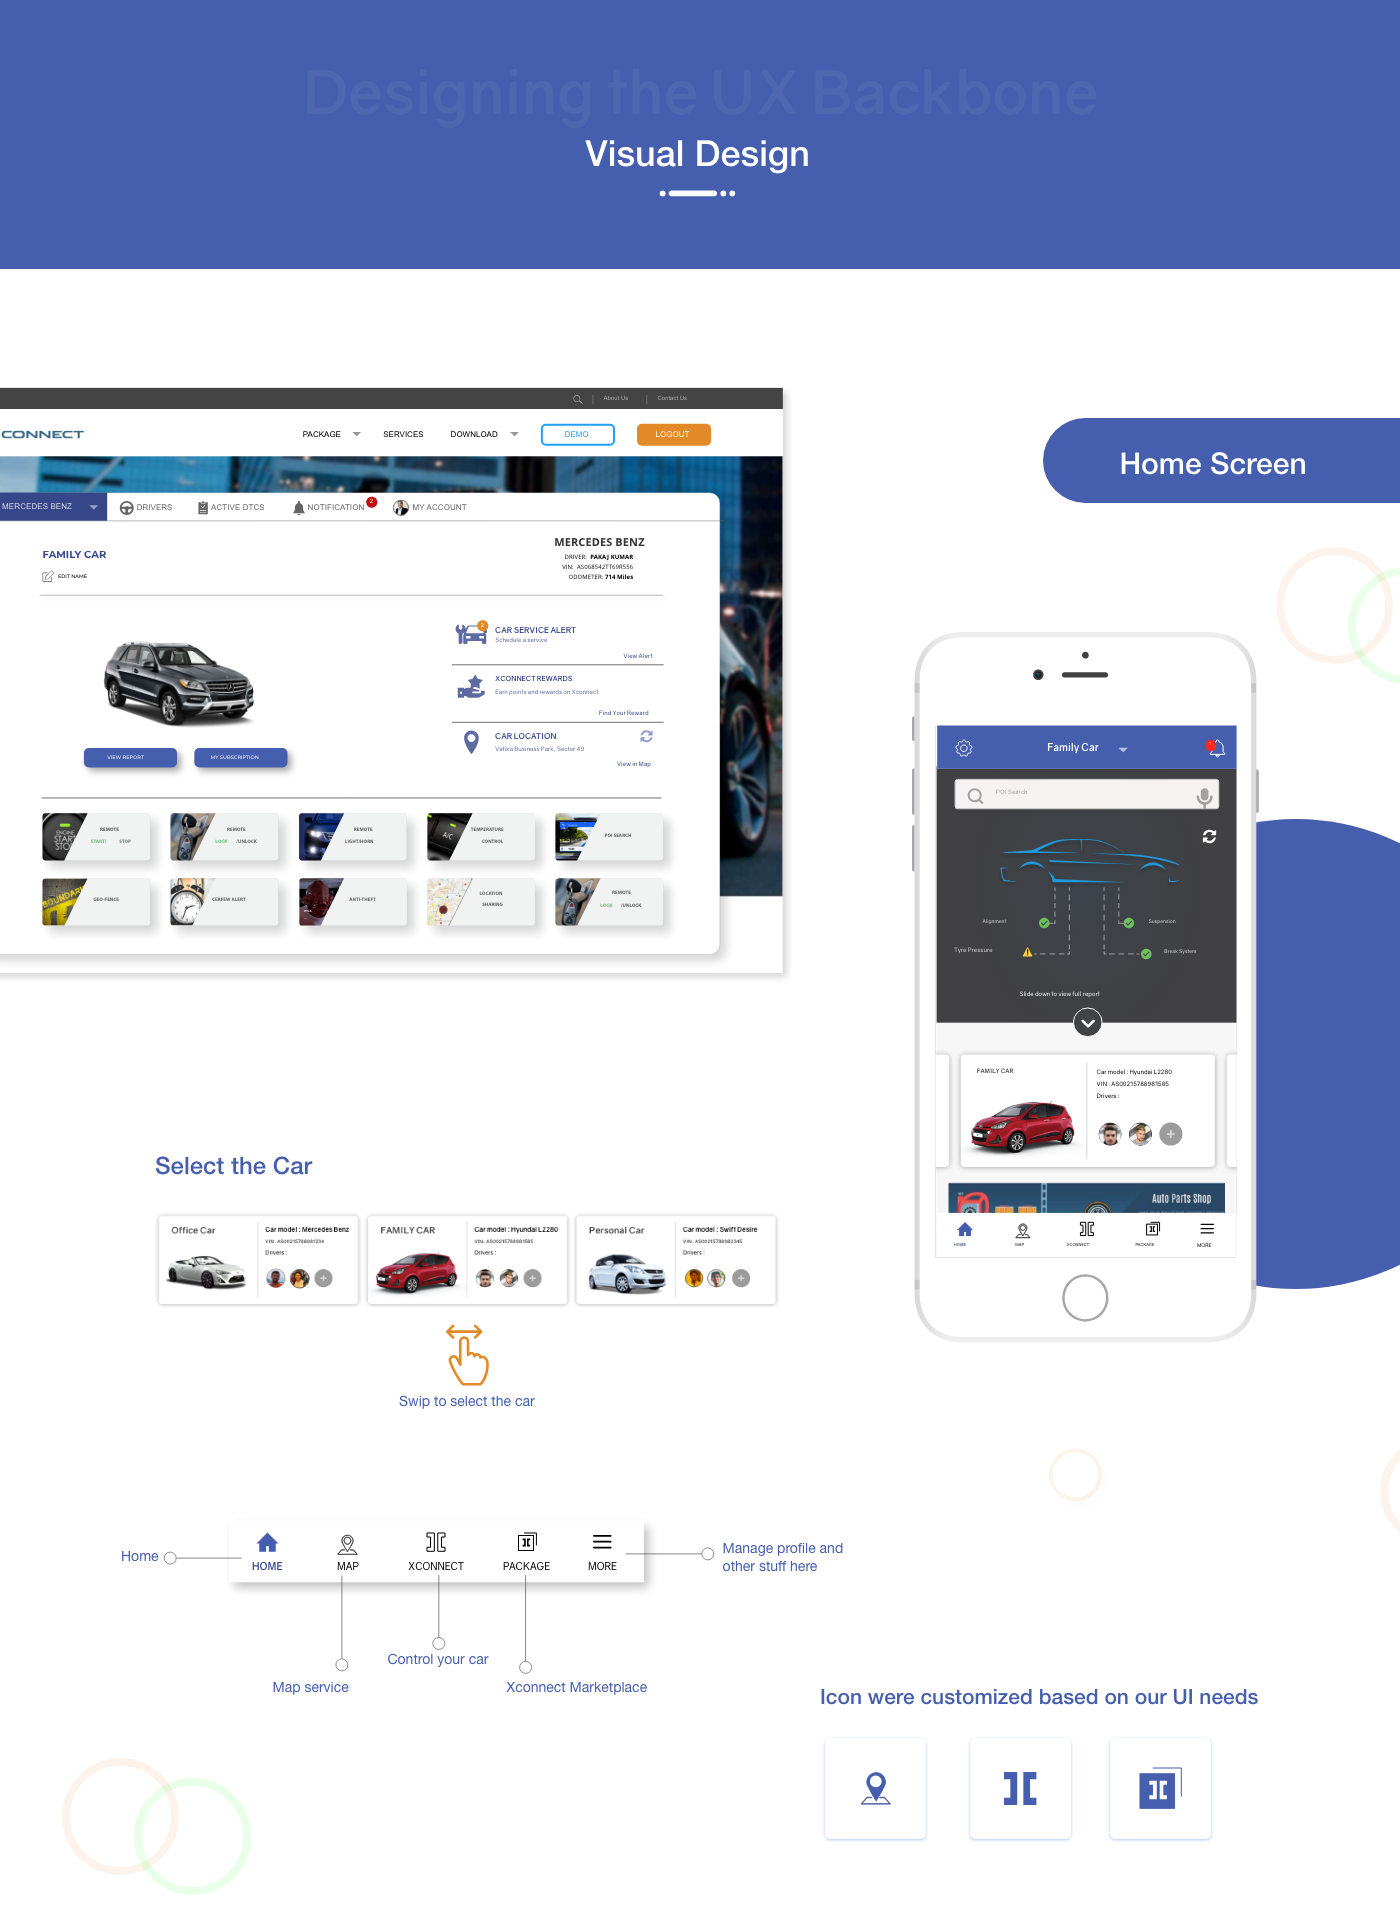 Designing the UX Backbone
Visual Design
About Us
Contact Us
CONNECT
PACKAGE
SERVICES
DOWNLOAD
DEMO
LOGOUT
MERCEDES BENZ
DRIVERS
ACTIVE DTCS
NOTIFICATION
2
MY ACCOUNT
FAMILY CAR
EDIT NAME
MERCEDES BENZ
DRIVER: PAKAJ KUMAR
VIN: AS068542TT69R556
ODOMETER: 714 Miles
2
CAR SERVICE ALERT
Schedule a service
View Alert
XCONNECT REWARDS
Earn points and rewards on Xconnect
Find Your Reward
CAR LOCATION
Vatika Business Park, Sector 49
View in Map
VIEW REPORT
MY SUBSCRIPTION
ENGINE
START
STOP
REMOTE
START/ STOP
REMOTE
LOCK /UNLOCK
REMOTE
LIGHT/HORN
A/C
TEMPERATURE
CONTROL
POI SEARCH
BOUNDARY
GEO-FENCE
CERFEW ALERT
ANTI-THEFT
LOCATION
SHARING
REMOTE
LOCK /UNLOCK
Home Screen
Family Car
POI Search
Alignment
Suspension
Tyre Pressure
Break System
Slide down to view full report
FAMILY CAR
Car model : Hyundai L2280
VIN : AS00215788981585
Drivers :
Auto Parts Shop
HOME
MAP
XCONNECT
PACKAGE
MORE
Select the Car
Office Car
Car model : Mercedes Benz
VIN : AS00215788981234
Drivers :
FAMILY CAR
Car model : Hyundai L2280
VIN : AS00215788981585
Drivers :
Personal Car
Car model : Swift Desire
VIN : AS00215788982345
Drivers :
Swip to select the car
Home
HOME
MAP
XCONNECT
PACKAGE
MORE
Manage profile and
other stuff here
Control your car
Map service
Xconnect Marketplace
Icon were customized based on our UI needs